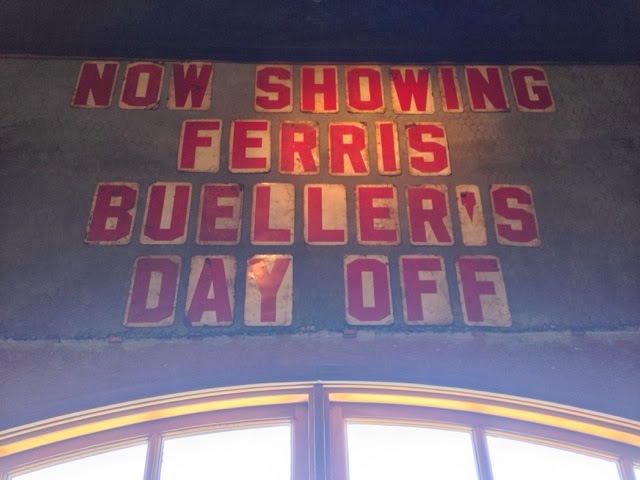 NOW SHOWING
FERRIS
BUELLER'S
DAY OFF